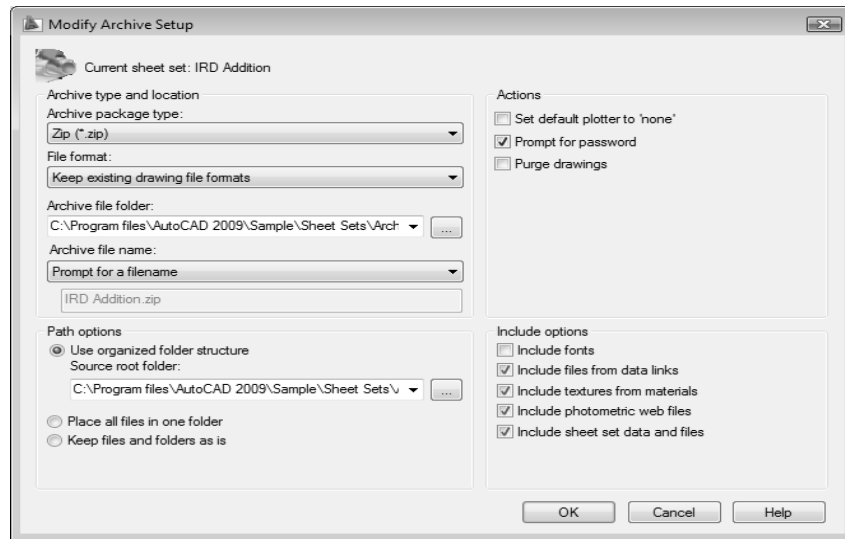 Modify Archive Setup
Current sheet set: IRD Addition
Archive type and location
Archive package type:
Zip (*.zip)
File format:
Keep existing drawing file formats
Archive file folder:
C:\Program files\AutoCAD 2009\Sample\Sheet Sets\Arch
...
Archive file name:
Prompt for a filename
IRD Addition.zip
Actions
Set default plotter to 'none'
Prompt for password
Purge drawings
Path options
Use organized folder structure
Source root folder:
C:\Program files\AutoCAD 2009\Sample\Sheet Sets\
...
Place all files in one folder
Keep files and folders as is
Include options
Include fonts
Include files from data links
Include textures from materials
Include photometric web files
Include sheet set data and files
OK
Cancel
Help